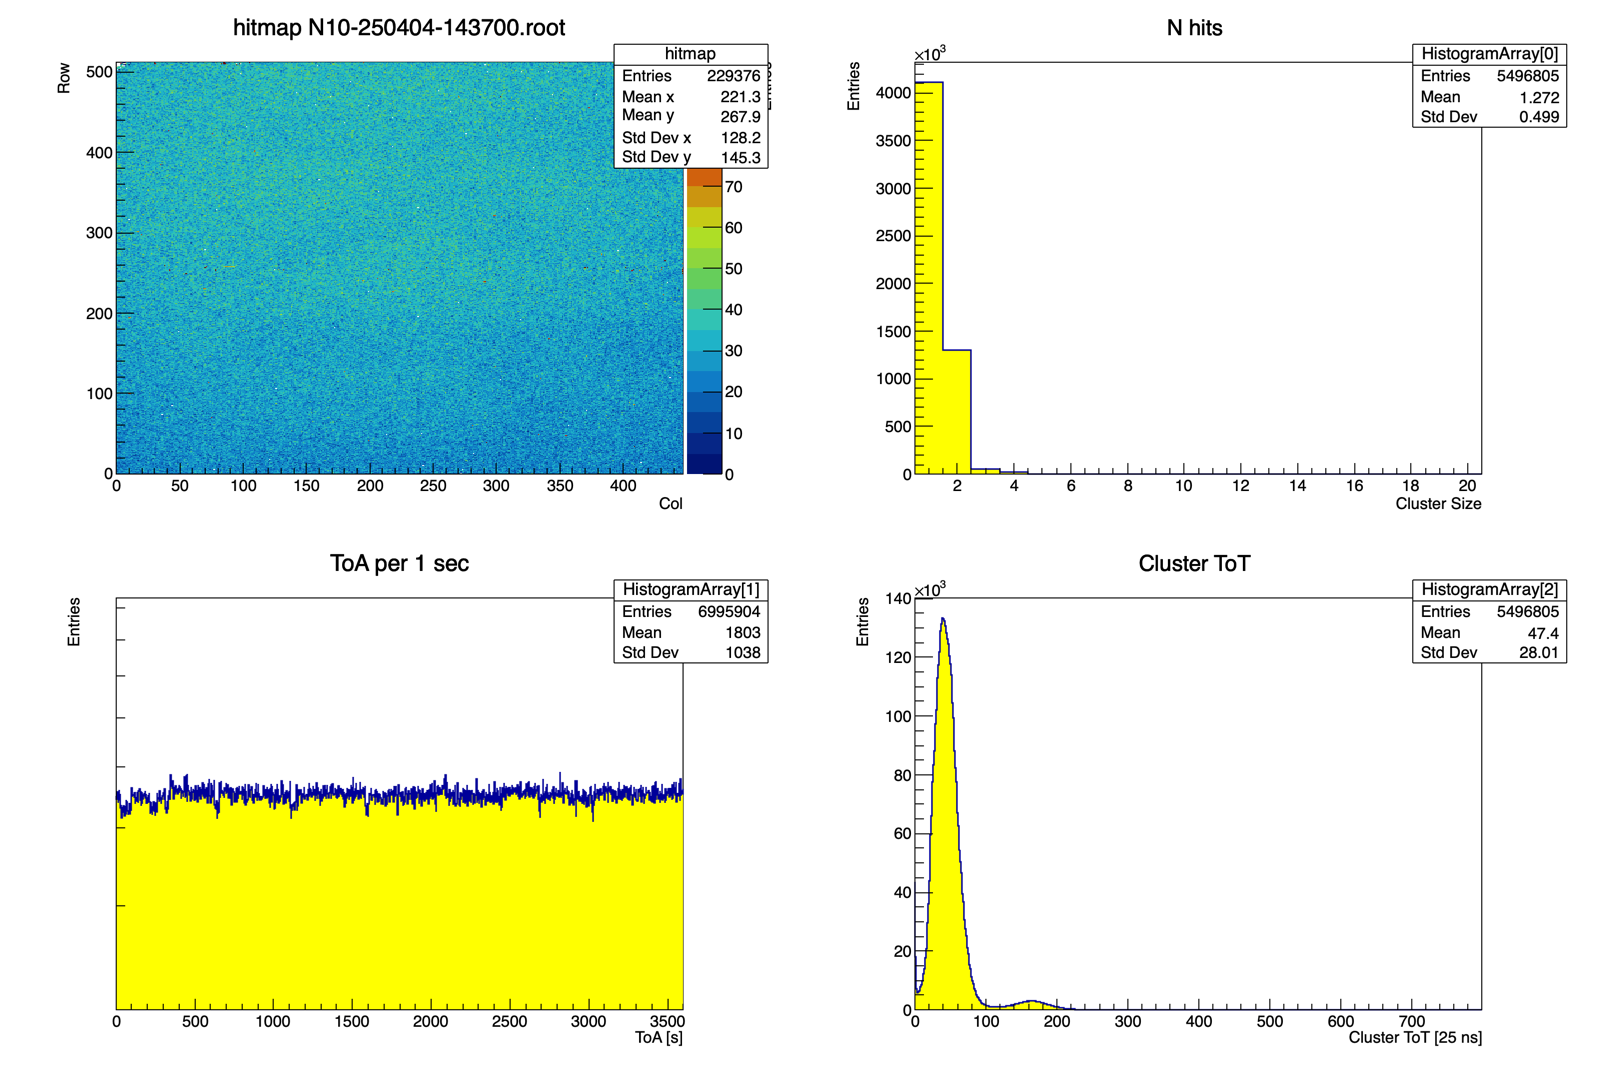 hitmap N10-250404-143700.root
Row
hitmap
Entries 229376
Mean x 221.3
Mean y 267.9
Std Dev x 128.2
Std Dev y 145.3
500
400
300
200
100
0
0 50 100 150 200 250 300 350 400
Col
70
60
50
40
30
20
10
0
N hits
×10³
Entries
HistogramArray[0]
Entries 5496805
Mean 1.272
Std Dev 0.499
4000
3500
3000
2500
2000
1500
1000
500
0
2 4 6 8 10 12 14 16 18 20
Cluster Size
ToA per 1 sec
Entries
HistogramArray[1]
Entries 6995904
Mean 1803
Std Dev 1038
0 500 1000 1500 2000 2500 3000 3500
ToA [s]
Cluster ToT
×10³
Entries
HistogramArray[2]
Entries 5496805
Mean 47.4
Std Dev 28.01
140
120
100
80
60
40
20
0
0 100 200 300 400 500 600 700
Cluster ToT [25 ns]